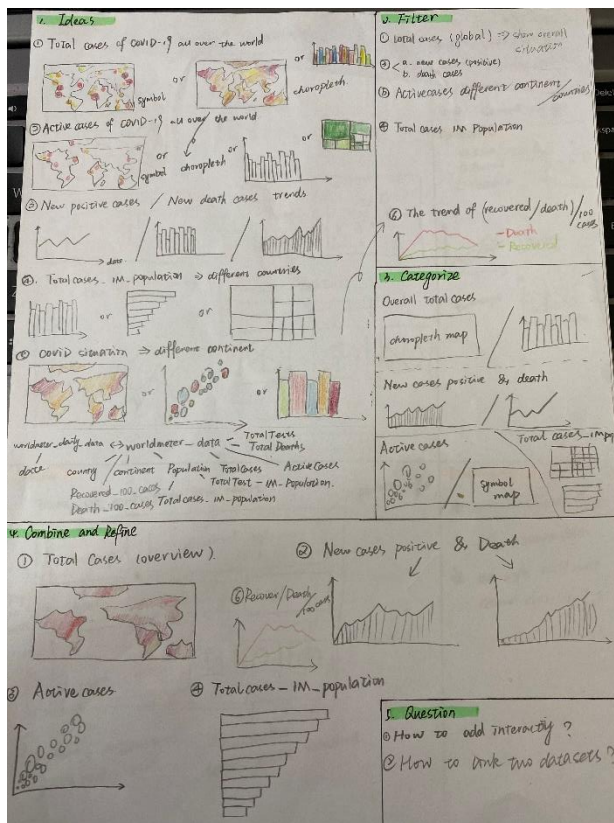 1. Ideas
① Total cases of COVID-19 all over the world
symbol
or
choropleth
or
② Active cases of COVID-19 all over the world
or
symbol
choropleth
or
or
③ New positive cases / New death cases trends
date
④. Total cases_1M_population ⇒ different countries
or
or
⑤ COVID situation ⇒ different continent
or
or
worldmeter_daily_data ↔ worldmeter_data
Total Tests
Total Deaths
Active Cases
date
country
continent
Population
Total Cases
Recovered_100_cases
Total Test_1M_Population.
Death_100_cases
Total cases_1M_population
2. Filter
① total cases (global) ⇒ show overall situation
a. new cases (positive)
b. death cases
Active cases different continent / countries
④ Total cases 1M Population
⑥ The trend of (recovered/death)/100 cases
- Death
- Recovered
3. Categorize
Overall Total cases
choropleth map
New cases positive & death
Active cases
symbol map
4. Combine and Refine
① Total Cases (overview).
② New cases positive & Death
⑥ Recover/Death/100 cases
③ Active cases
④ Total cases_1M_population
5. Question
① How to add interactly?
② How to link two datasets?